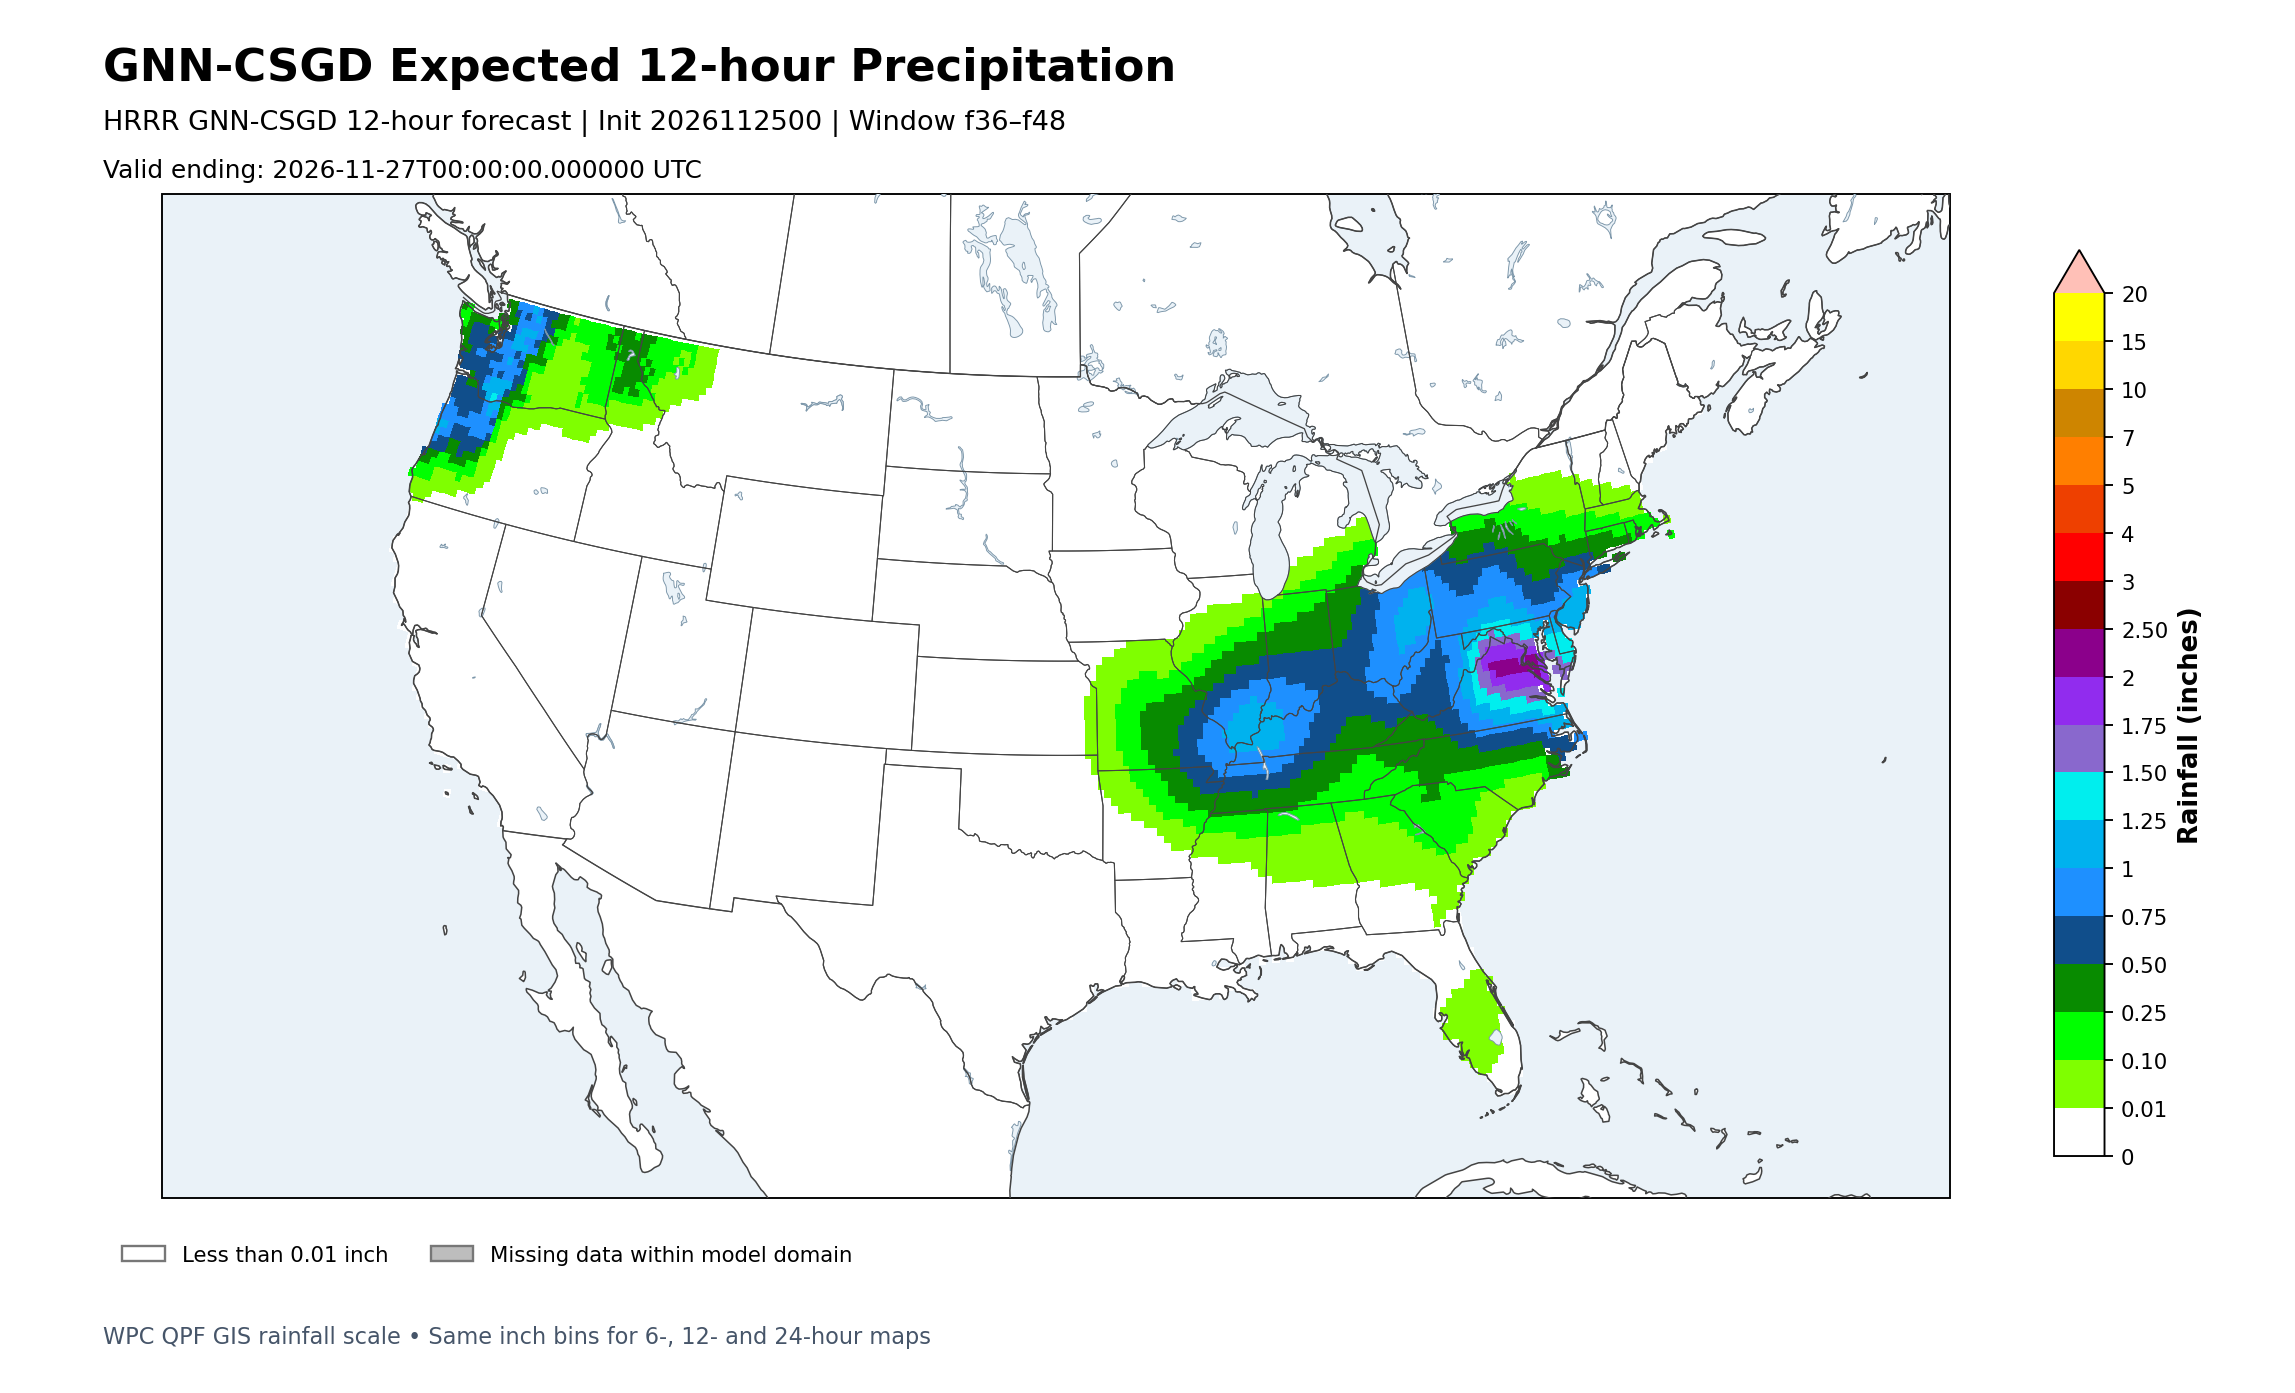 GNN-CSGD Expected 12-hour Precipitation
HRRR GNN-CSGD 12-hour forecast | Init 2026112500 | Window f36–f48
Valid ending: 2026-11-27T00:00:00.000000 UTC
20
15
10
7
5
4
3
2.50
2
1.75
1.50
1.25
1
0.75
0.50
0.25
0.10
0.01
0
Rainfall (inches)
Less than 0.01 inch
Missing data within model domain
WPC QPF GIS rainfall scale • Same inch bins for 6-, 12- and 24-hour maps